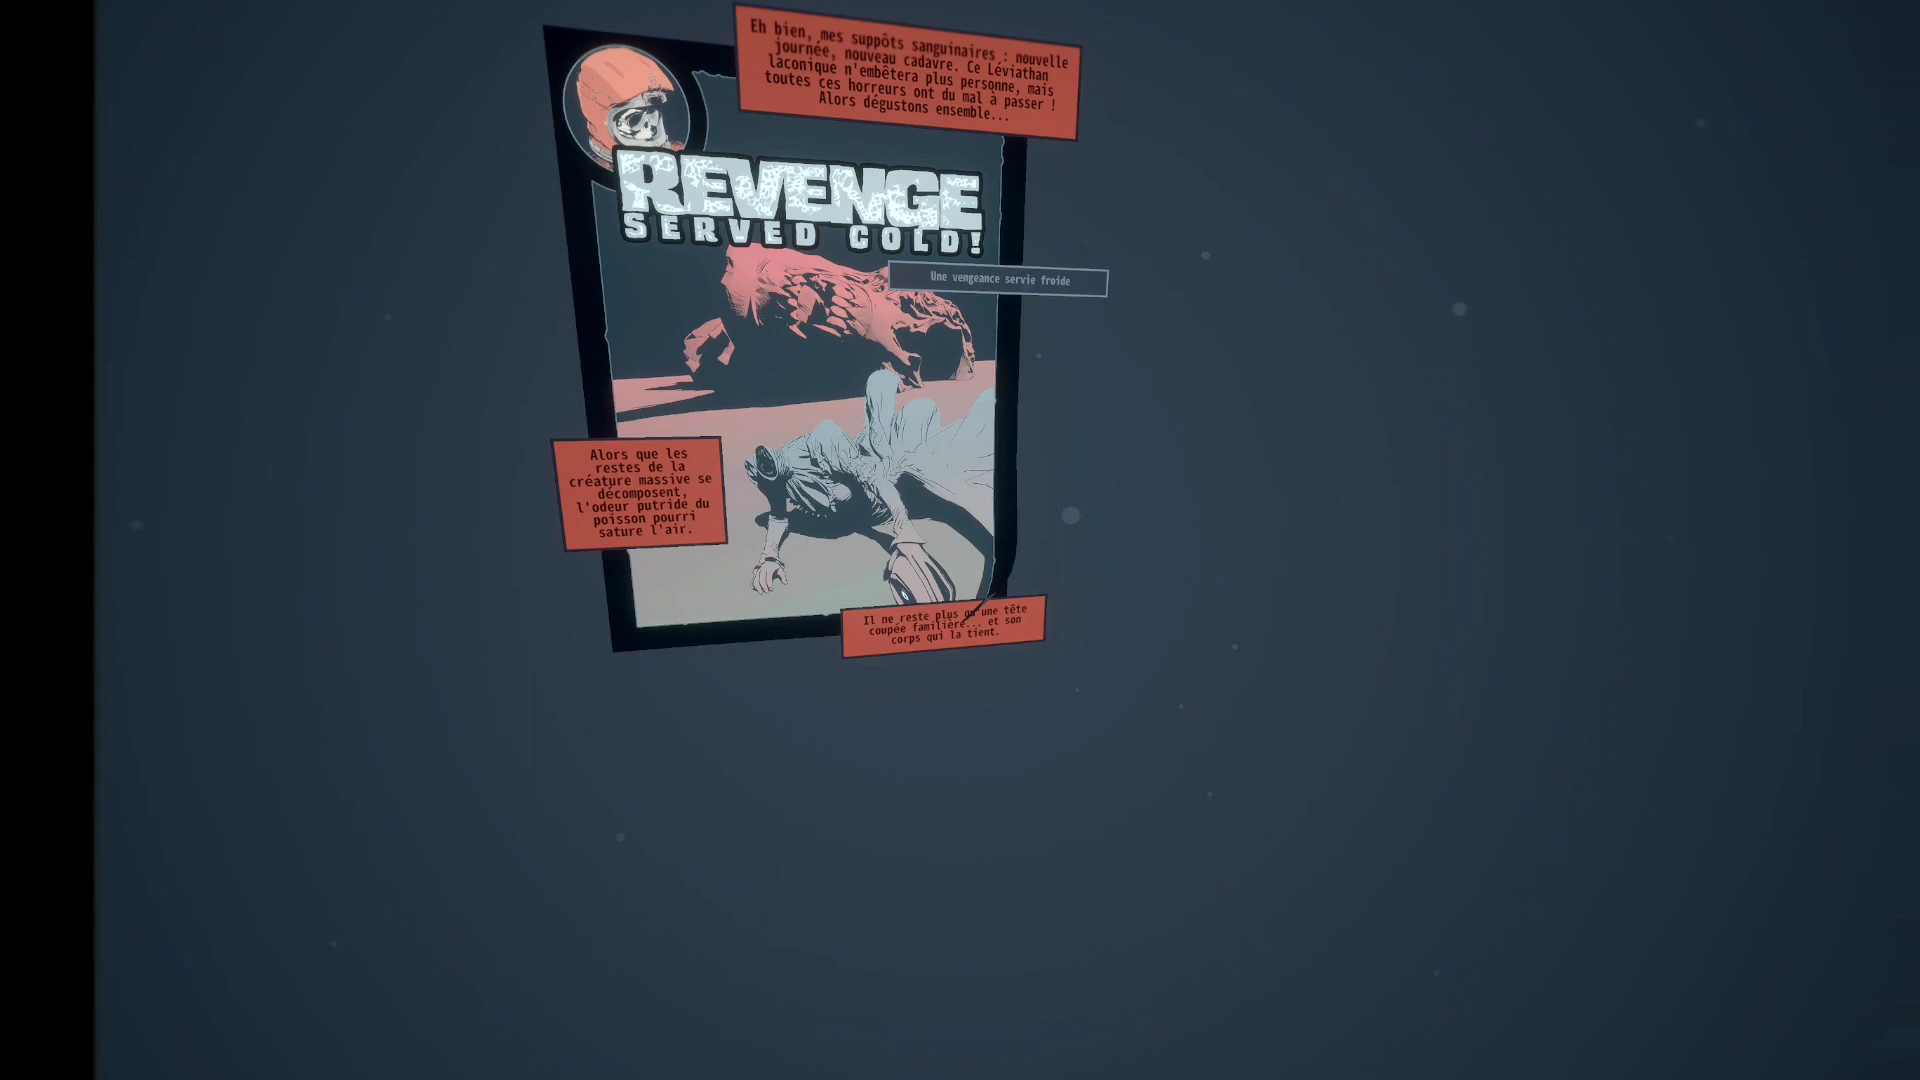 Eh bien, mes suppôts sanguinaires : nouvelle
journée, nouveau cadavre. Ce Léviathan
laconique n'embêtera plus personne, mais
toutes ces horreurs ont du mal à passer !
Alors dégustons ensemble...
REVENGE
SERVED COLD!
Une vengeance servie froide
Alors que les
restes de la
créature massive se
décomposent,
l'odeur putride du
poisson pourri
sature l'air.
Il ne reste plus qu'une tête
coupée familière... et son
corps qui la tient.